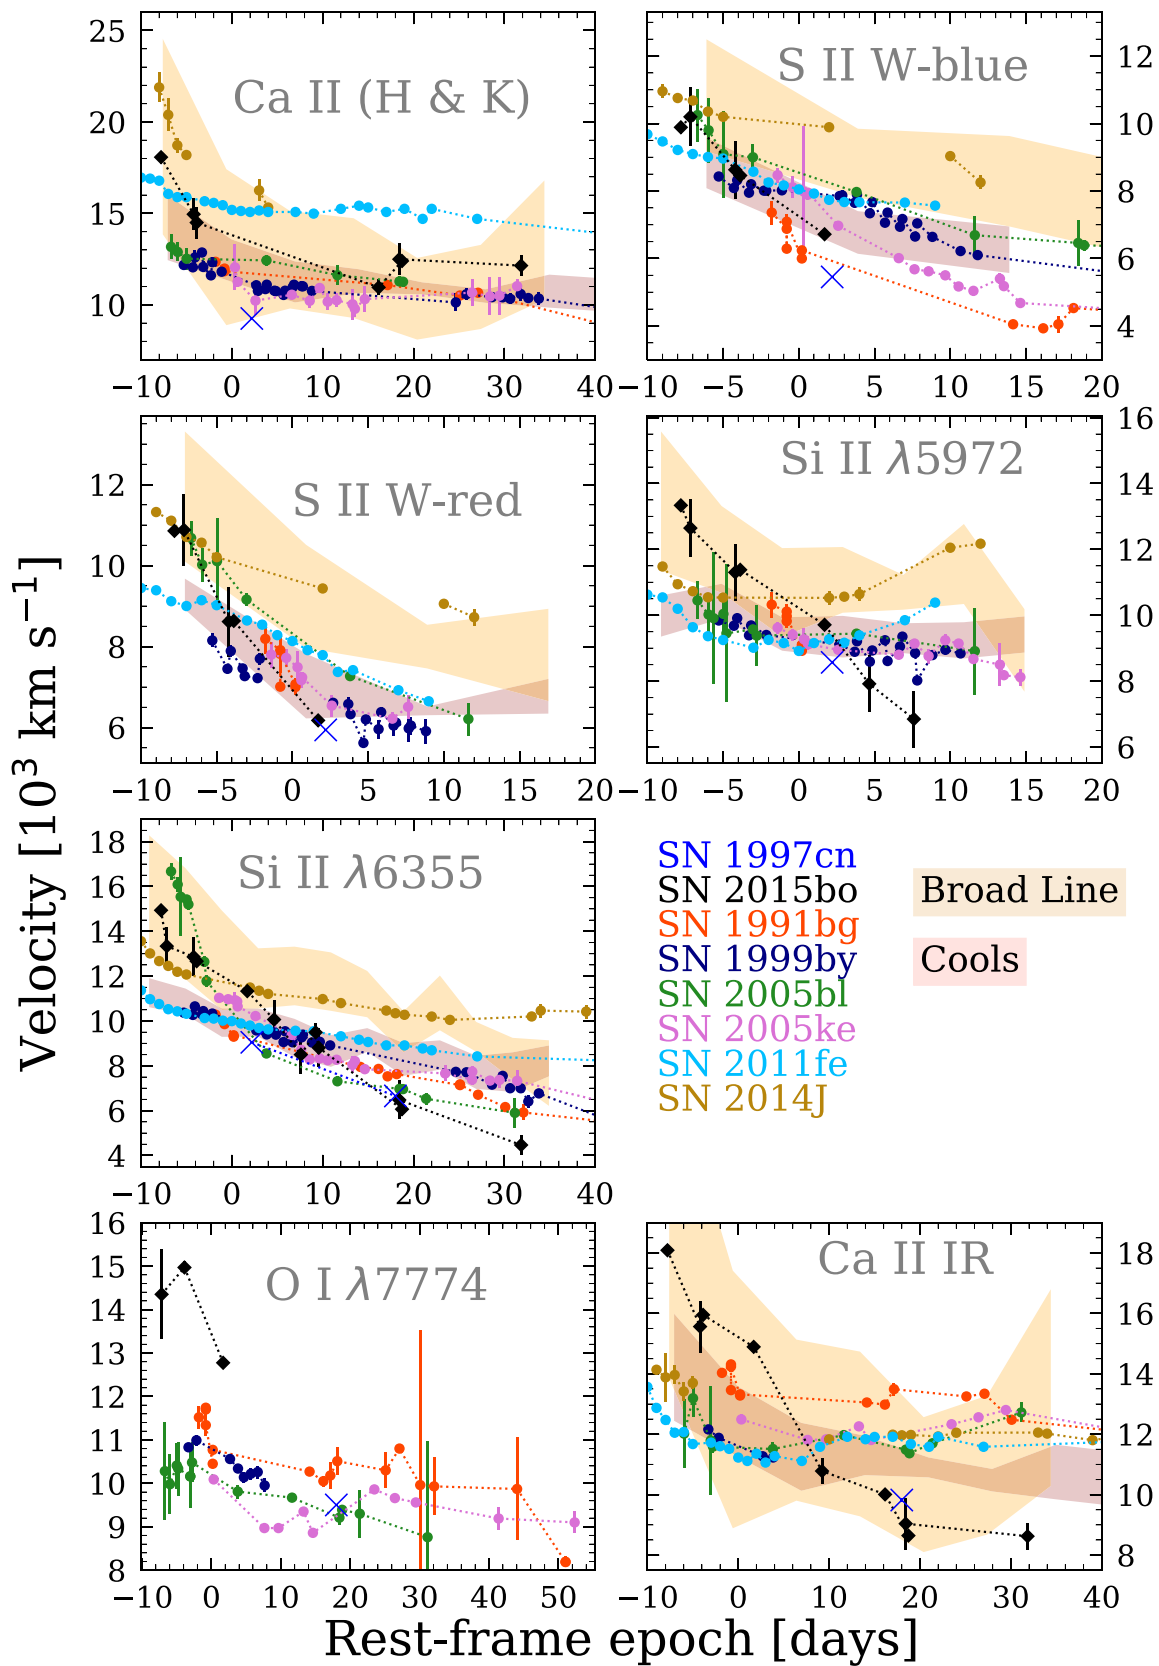 Velocity [10³ km s⁻¹]
Ca II (H & K)
25
20
15
10
−10 0 10 20 30 40
S II W-blue
12
10
8
6
4
−10 −5 0 5 10 15 20
S II W-red
12
10
8
6
−10 −5 0 5 10 15 20
Si II λ5972
16
14
12
10
8
6
−10 −5 0 5 10 15 20
Si II λ6355
18
16
14
12
10
8
6
4
−10 0 10 20 30 40
SN 1997cn
SN 2015bo
SN 1991bg
SN 1999by
SN 2005bl
SN 2005ke
SN 2011fe
SN 2014J
Broad Line
Cools
O I λ7774
16
15
14
13
12
11
10
9
8
−10 0 10 20 30 40 50
Ca II IR
18
16
14
12
10
8
−10 0 10 20 30 40
Rest-frame epoch [days]